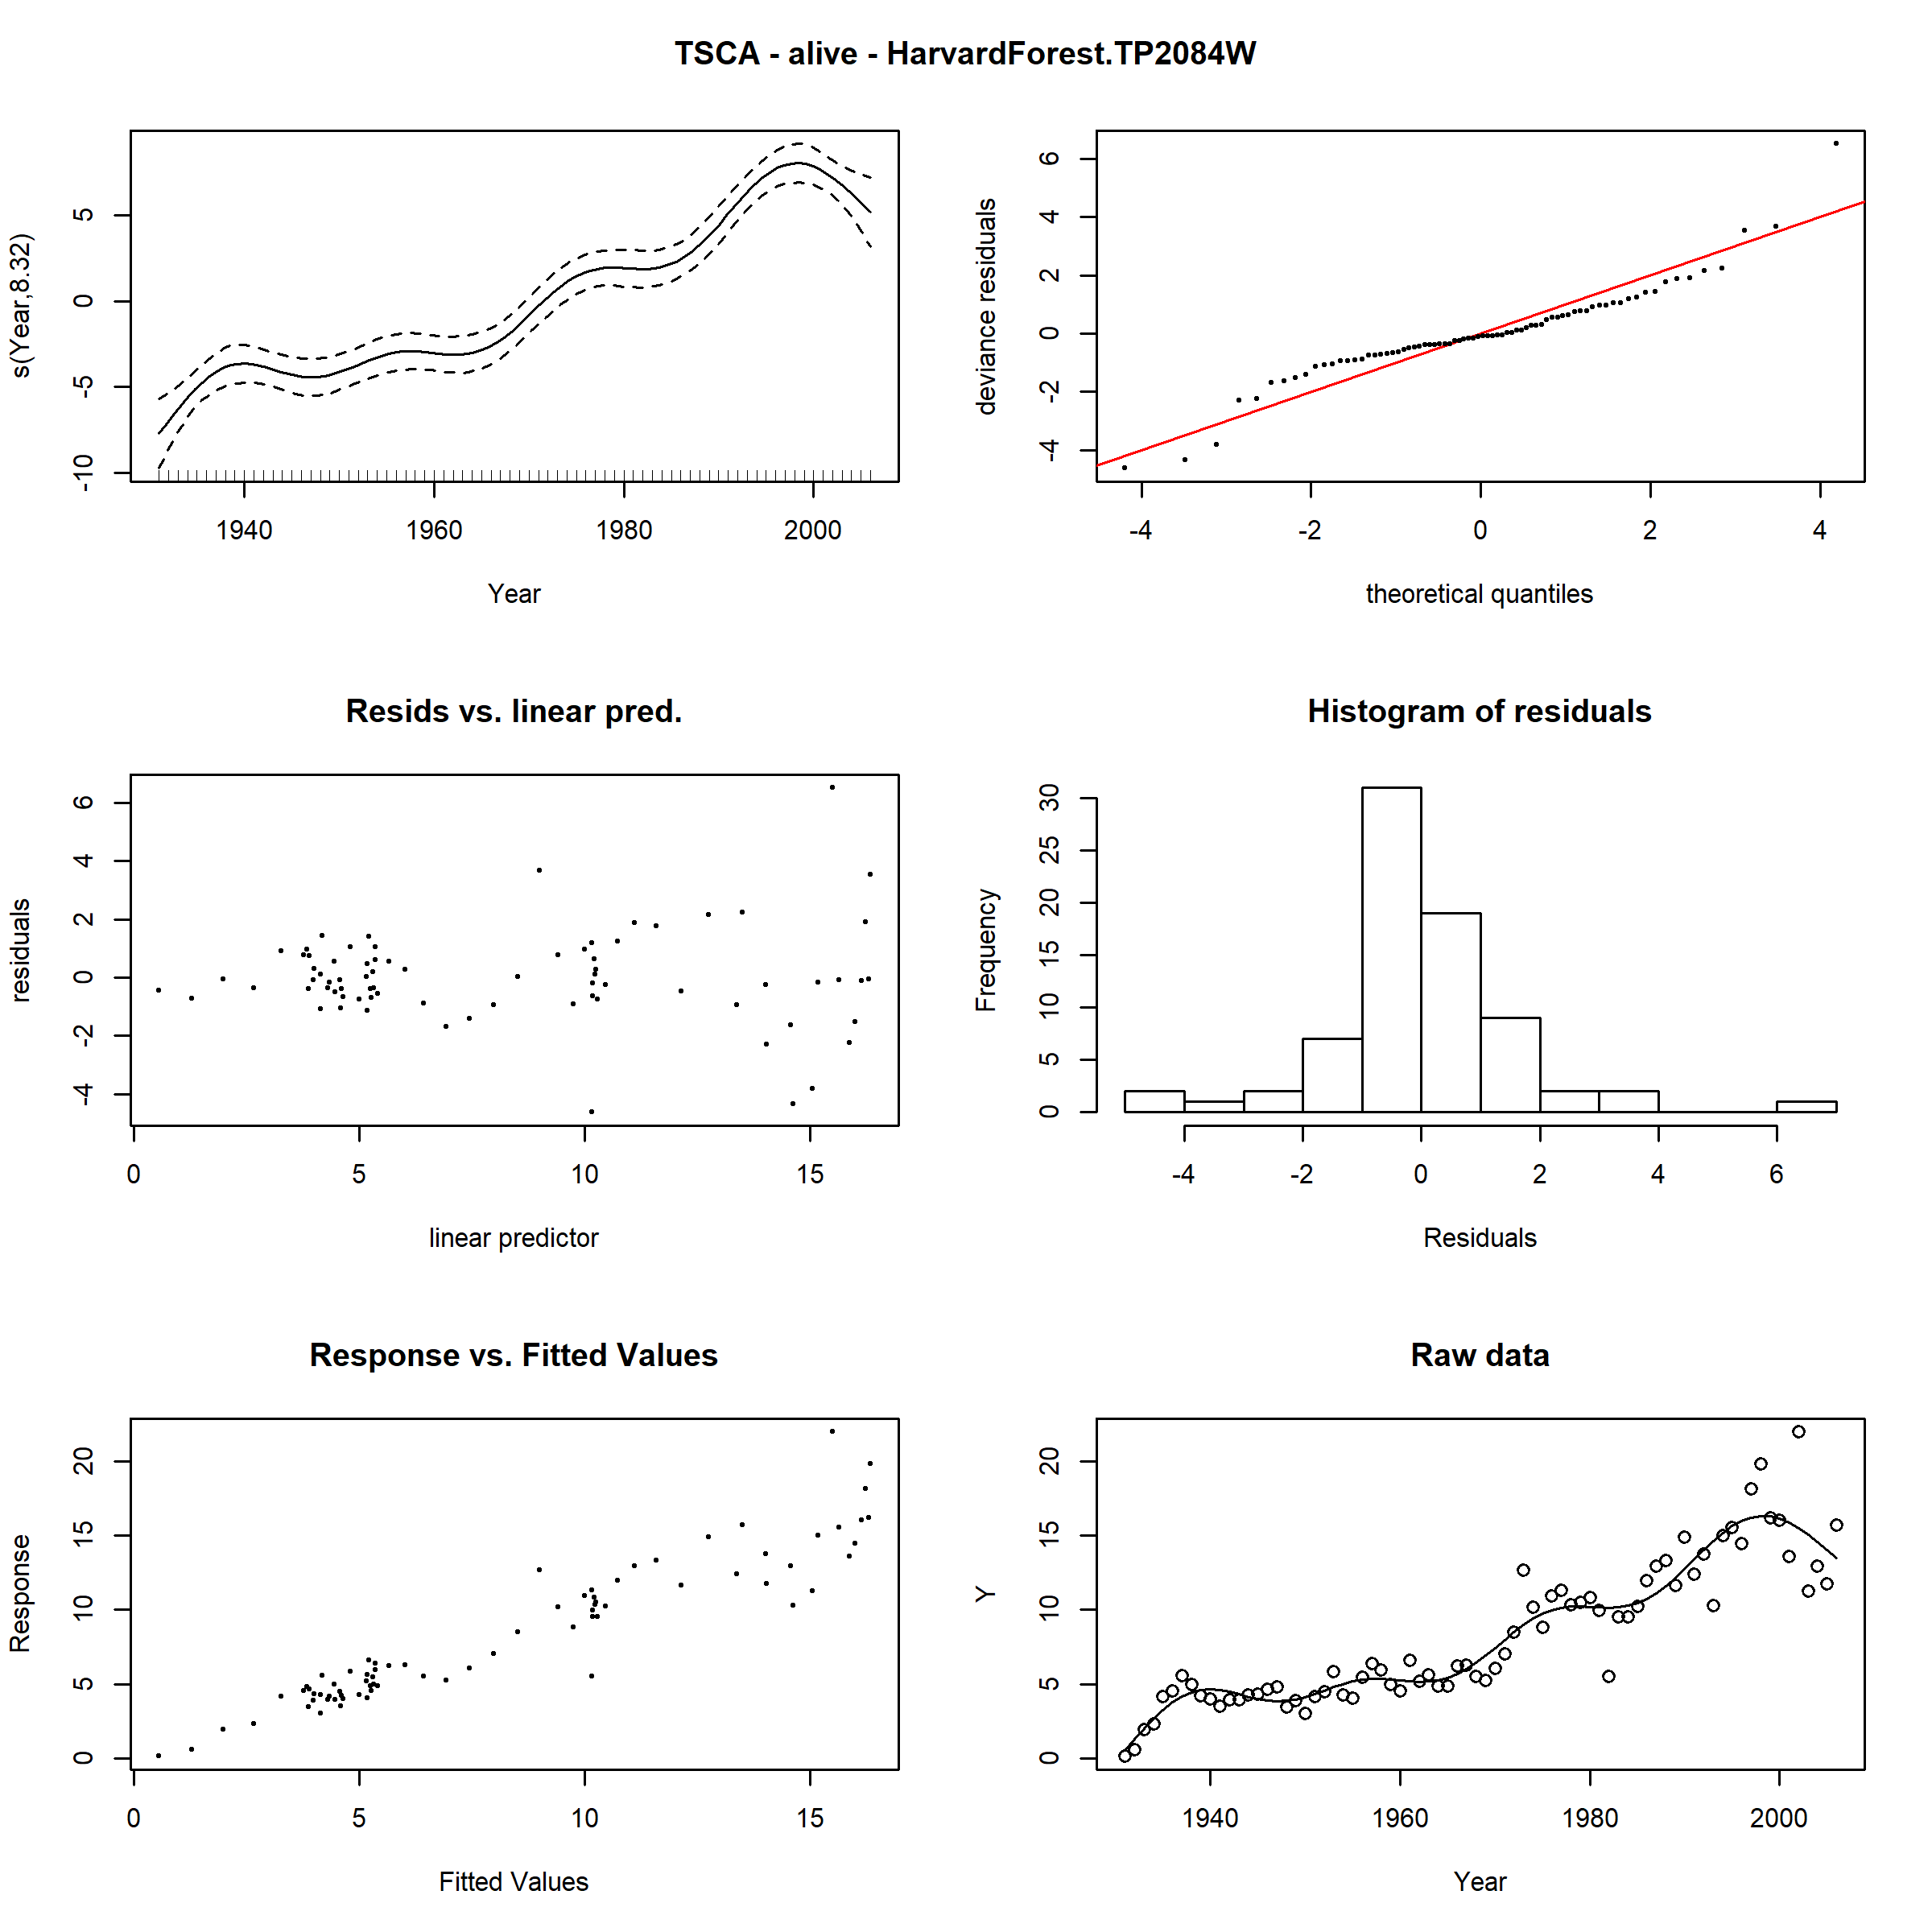 TSCA - alive - HarvardForest.TP2084W
s(Year,8.32)
5
0
-5
-10
1940 1960 1980 2000
Year
deviance residuals
6
4
2
0
-2
-4
-4 -2 0 2 4
theoretical quantiles
Resids vs. linear pred.
residuals
6
4
2
0
-2
-4
0 5 10 15
linear predictor
Histogram of residuals
Frequency
30
25
20
15
10
5
0
-4 -2 0 2 4 6
Residuals
Response vs. Fitted Values
Response
20
15
10
5
0
0 5 10 15
Fitted Values
Raw data
Y
20
15
10
5
0
1940 1960 1980 2000
Year